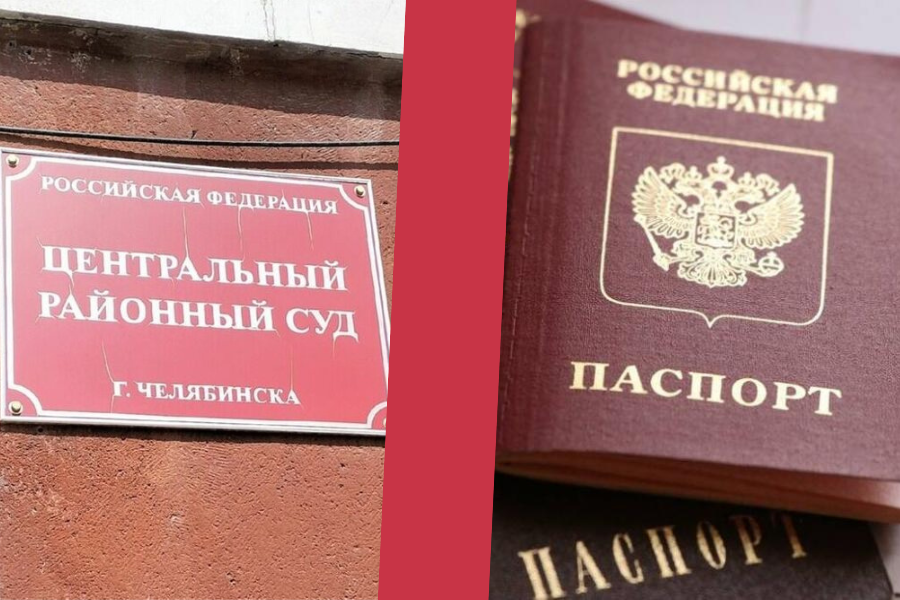 РОССИЙСКАЯ ФЕДЕРАЦИЯ
ЦЕНТРАЛЬНЫЙ
РАЙОННЫЙ СУД
Г. ЧЕЛЯБИНСКА
РОССИЙСКАЯ
ФЕДЕРАЦИЯ
ПАСПОРТ
ПАСПОРТ